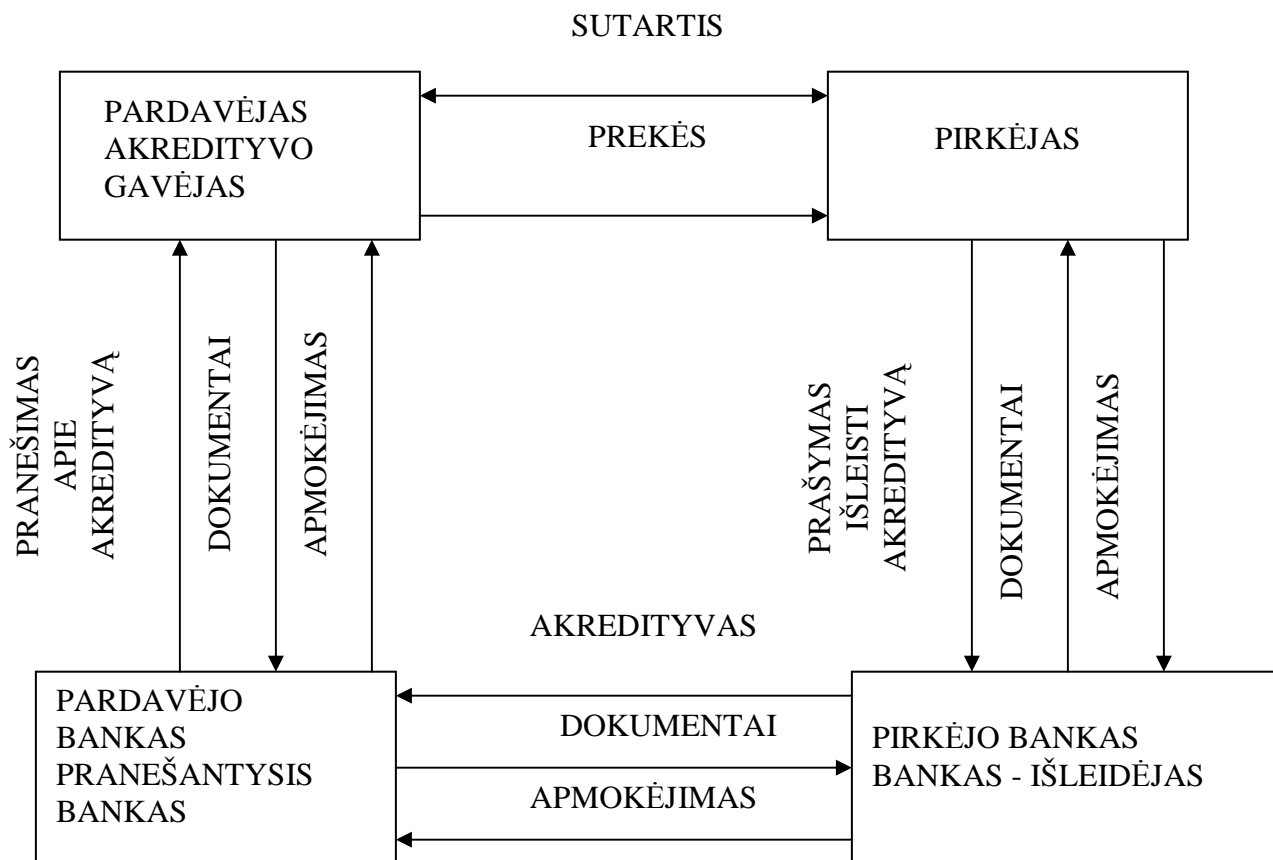 SUTARTIS
PARDAVĖJAS
AKREDITYVO
GAVĖJAS
PREKĖS
PIRKĖJAS
PRANEŠIMAS
APIE
AKREDITYVĄ
DOKUMENTAI
APMOKĖJIMAS
PRAŠYMAS
IŠLEISTI
AKREDITYVĄ
DOKUMENTAI
APMOKĖJIMAS
AKREDITYVAS
PARDAVĖJO
BANKAS
PRANEŠANTYSIS
BANKAS
DOKUMENTAI
APMOKĖJIMAS
PIRKĖJO BANKAS
BANKAS - IŠLEIDĖJAS